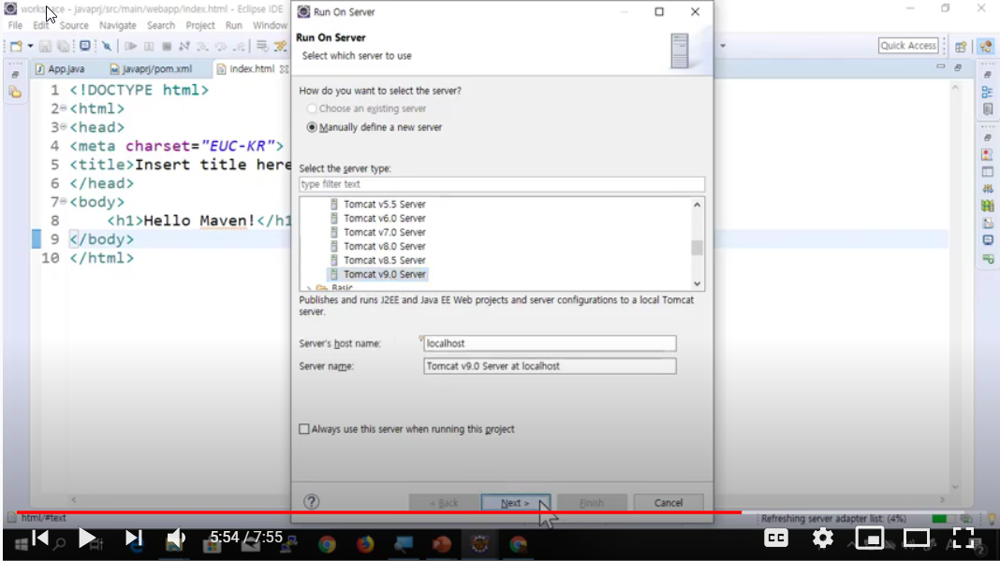 workspace - javaprj/src/main/webapp/index.html - Eclipse IDE
File Edit Source Navigate Search Project Run Window
Quick Access
App.java javaprj/pom.xml index.html
1 <!DOCTYPE html>
2 <html>
3 <head>
4 <meta charset="EUC-KR">
5 <title>Insert title here
6 </head>
7 <body>
8 <h1>Hello Maven!</h1
9 </body>
10 </html>
html/#text
Refreshing server adapter list: (4%)
Run On Server
Run On Server
Select which server to use
How do you want to select the server?
Choose an existing server
Manually define a new server
Select the server type:
type filter text
Tomcat v5.5 Server
Tomcat v6.0 Server
Tomcat v7.0 Server
Tomcat v8.0 Server
Tomcat v8.5 Server
Tomcat v9.0 Server
Basic
Publishes and runs J2EE and Java EE Web projects and server configurations to a local Tomcat
server.
Server's host name: localhost
Server name: Tomcat v9.0 Server at localhost
Always use this server when running this project
? < Back Next > Finish Cancel
5:54 / 7:55
CC